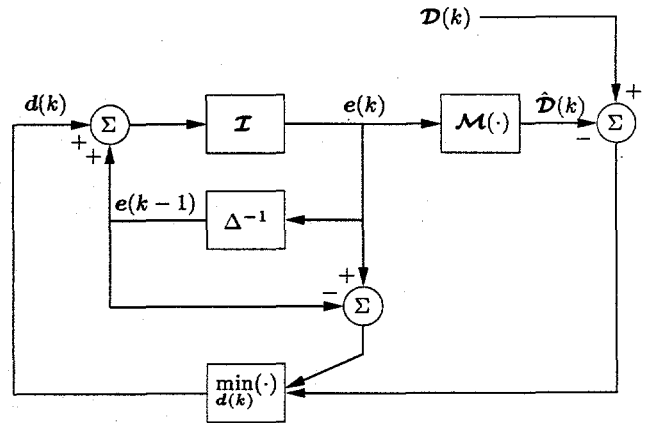 𝓓(k)
+
d(k)
Σ
+
+
𝓘
e(k)
𝓜(·)
𝓓̂(k)
−
Σ
e(k − 1)
Δ⁻¹
+
−
Σ
min(·)
d(k)